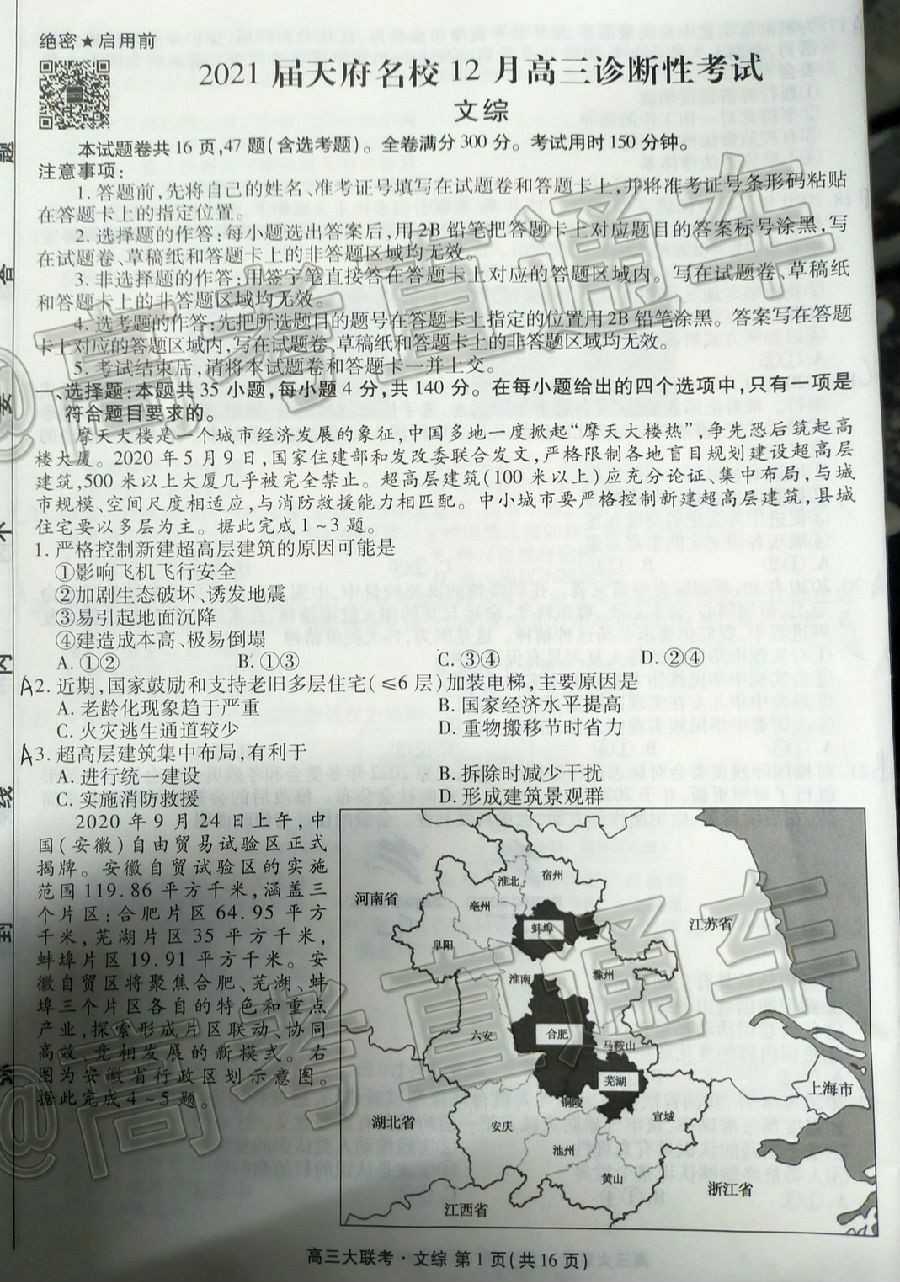 绝密★启用前
2021届天府名校12月高三诊断性考试
文综
本试题卷共16页,47题(含选考题)。全卷满分300分。考试用时150分钟。
注意事项:
1. 答题前,先将自己的姓名、准考证号填写在试题卷和答题卡上,并将准考证号条形码粘贴
在答题卡上的指定位置。
2. 选择题的作答:每小题选出答案后,用2B铅笔把答题卡上对应题目的答案标号涂黑,写
在试题卷、草稿纸和答题卡上的非答题区域均无效。
3. 非选择题的作答:用签字笔直接答在答题卡上对应的答题区域内。写在试题卷、草稿纸
和答题卡上的非答题区域均无效。
4. 选考题的作答:先把所选题目的题号在答题卡上指定的位置用2B铅笔涂黑。答案写在答题
卡上对应的答题区域内,写在试题卷、草稿纸和答题卡上的非答题区域均无效。
5. 考试结束后,请将本试题卷和答题卡一并上交。
一、选择题:本题共35小题,每小题4分,共140分。在每小题给出的四个选项中,只有一项是
符合题目要求的。
摩天大楼是一个城市经济发展的象征,中国多地一度掀起“摩天大楼热”,争先恐后筑起高
楼大厦。2020年5月9日,国家住建部和发改委联合发文,严格限制各地盲目规划建设超高层
建筑,500米以上大厦几乎被完全禁止。超高层建筑(100米以上)应充分论证、集中布局,与城
市规模、空间尺度相适应,与消防救援能力相匹配。中小城市要严格控制新建超高层建筑,县城
住宅要以多层为主。据此完成1~3题。
1. 严格控制新建超高层建筑的原因可能是
①影响飞机飞行安全
②加剧生态破坏、诱发地震
③易引起地面沉降
④建造成本高、极易倒塌
A. ①② B. ①③ C. ③④ D. ②④
A2. 近期,国家鼓励和支持老旧多层住宅(≤6层)加装电梯,主要原因是
A. 老龄化现象趋于严重 B. 国家经济水平提高
C. 火灾逃生通道较少 D. 重物搬移节时省力
A3. 超高层建筑集中布局,有利于
A. 进行统一建设 B. 拆除时减少干扰
C. 实施消防救援 D. 形成建筑景观群
2020年9月24日上午,中
国(安徽)自由贸易试验区正式
揭牌。安徽自贸试验区的实施
范围119.86平方千米,涵盖三
个片区:合肥片区64.95平方
千米,芜湖片区35平方千米,
蚌埠片区19.91平方千米。安
徽自贸区将聚焦合肥、芜湖、蚌
埠三个片区各自的特色和重点
产业,探索形成片区联动、协同
高效、竞相发展的新模式。右
图为安徽省行政区划示意图。
据此完成4~5题。
河南省
江苏省
上海市
浙江省
江西省
湖北省
淮北
宿州
亳州
阜阳
蚌埠
淮南
滁州
六安
合肥
马鞍山
芜湖
铜陵
宣城
安庆
池州
黄山
高三大联考·文综 第1页(共16页)
题
答
要
不
内
线
封
@高考直通车
@高考直通车